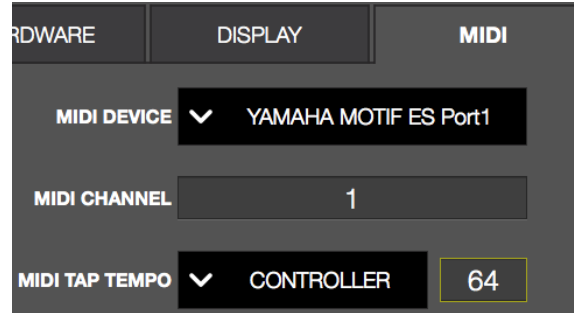 RDWARE DISPLAY MIDI
MIDI DEVICE YAMAHA MOTIF ES Port1
MIDI CHANNEL 1
MIDI TAP TEMPO CONTROLLER 64